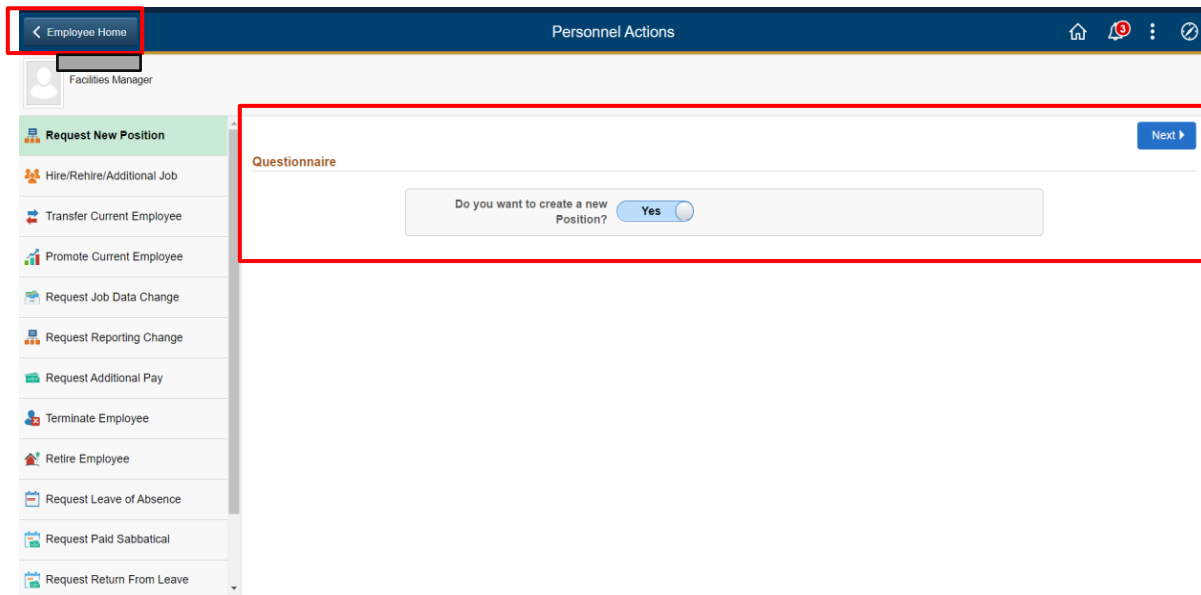 Employee Home
Personnel Actions
3
Facilities Manager
Request New Position
Next
Questionnaire
Hire/Rehire/Additional Job
Do you want to create a new
Position?
Yes
Transfer Current Employee
Promote Current Employee
Request Job Data Change
Request Reporting Change
Request Additional Pay
Terminate Employee
Retire Employee
Request Leave of Absence
Request Paid Sabbatical
Request Return From Leave